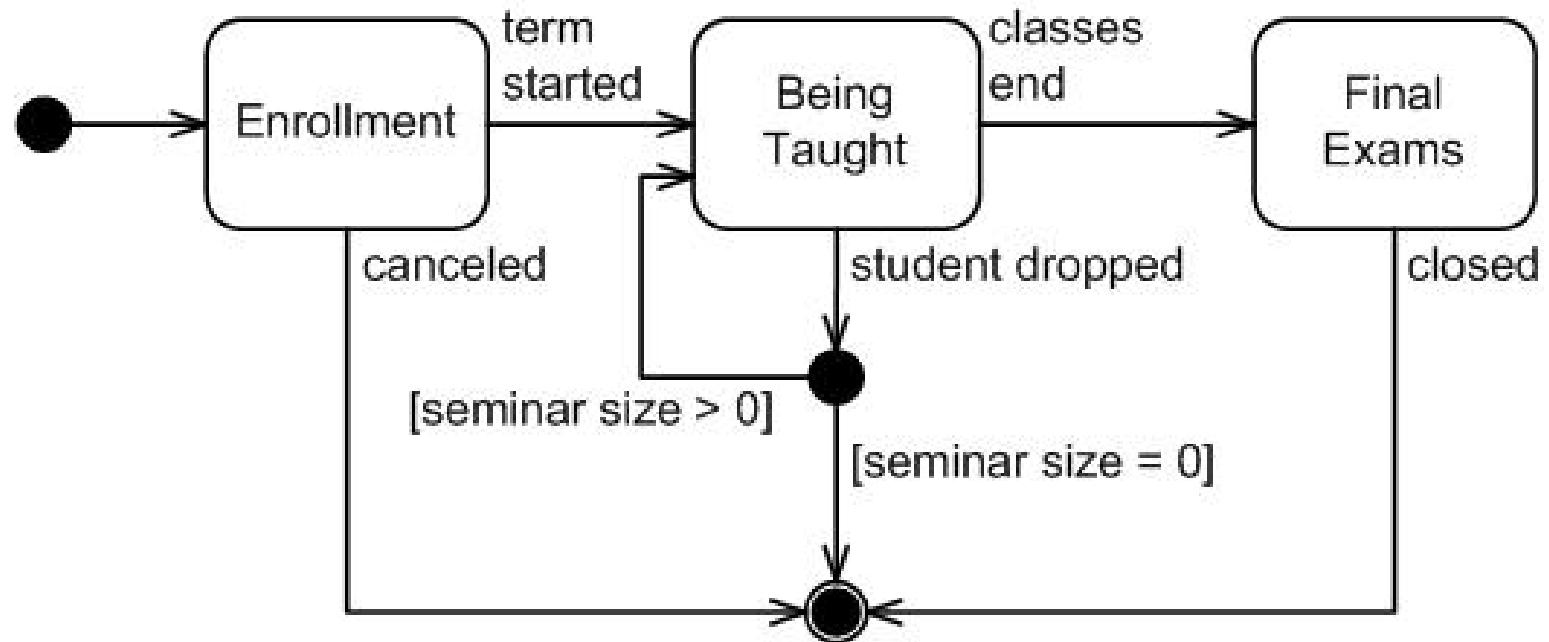 term
started
classes
end
Enrollment
Being
Taught
Final
Exams
canceled
student dropped
closed
[seminar size > 0]
[seminar size = 0]